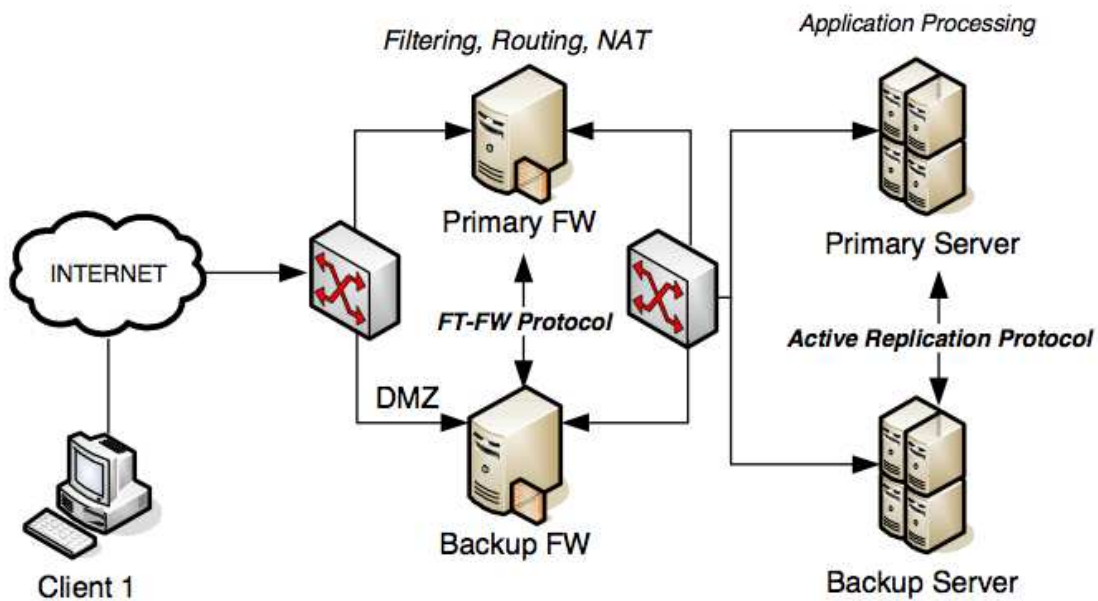 Filtering, Routing, NAT
Application Processing
Primary FW
Primary Server
INTERNET
FT-FW Protocol
Active Replication Protocol
DMZ
Backup FW
Backup Server
Client 1